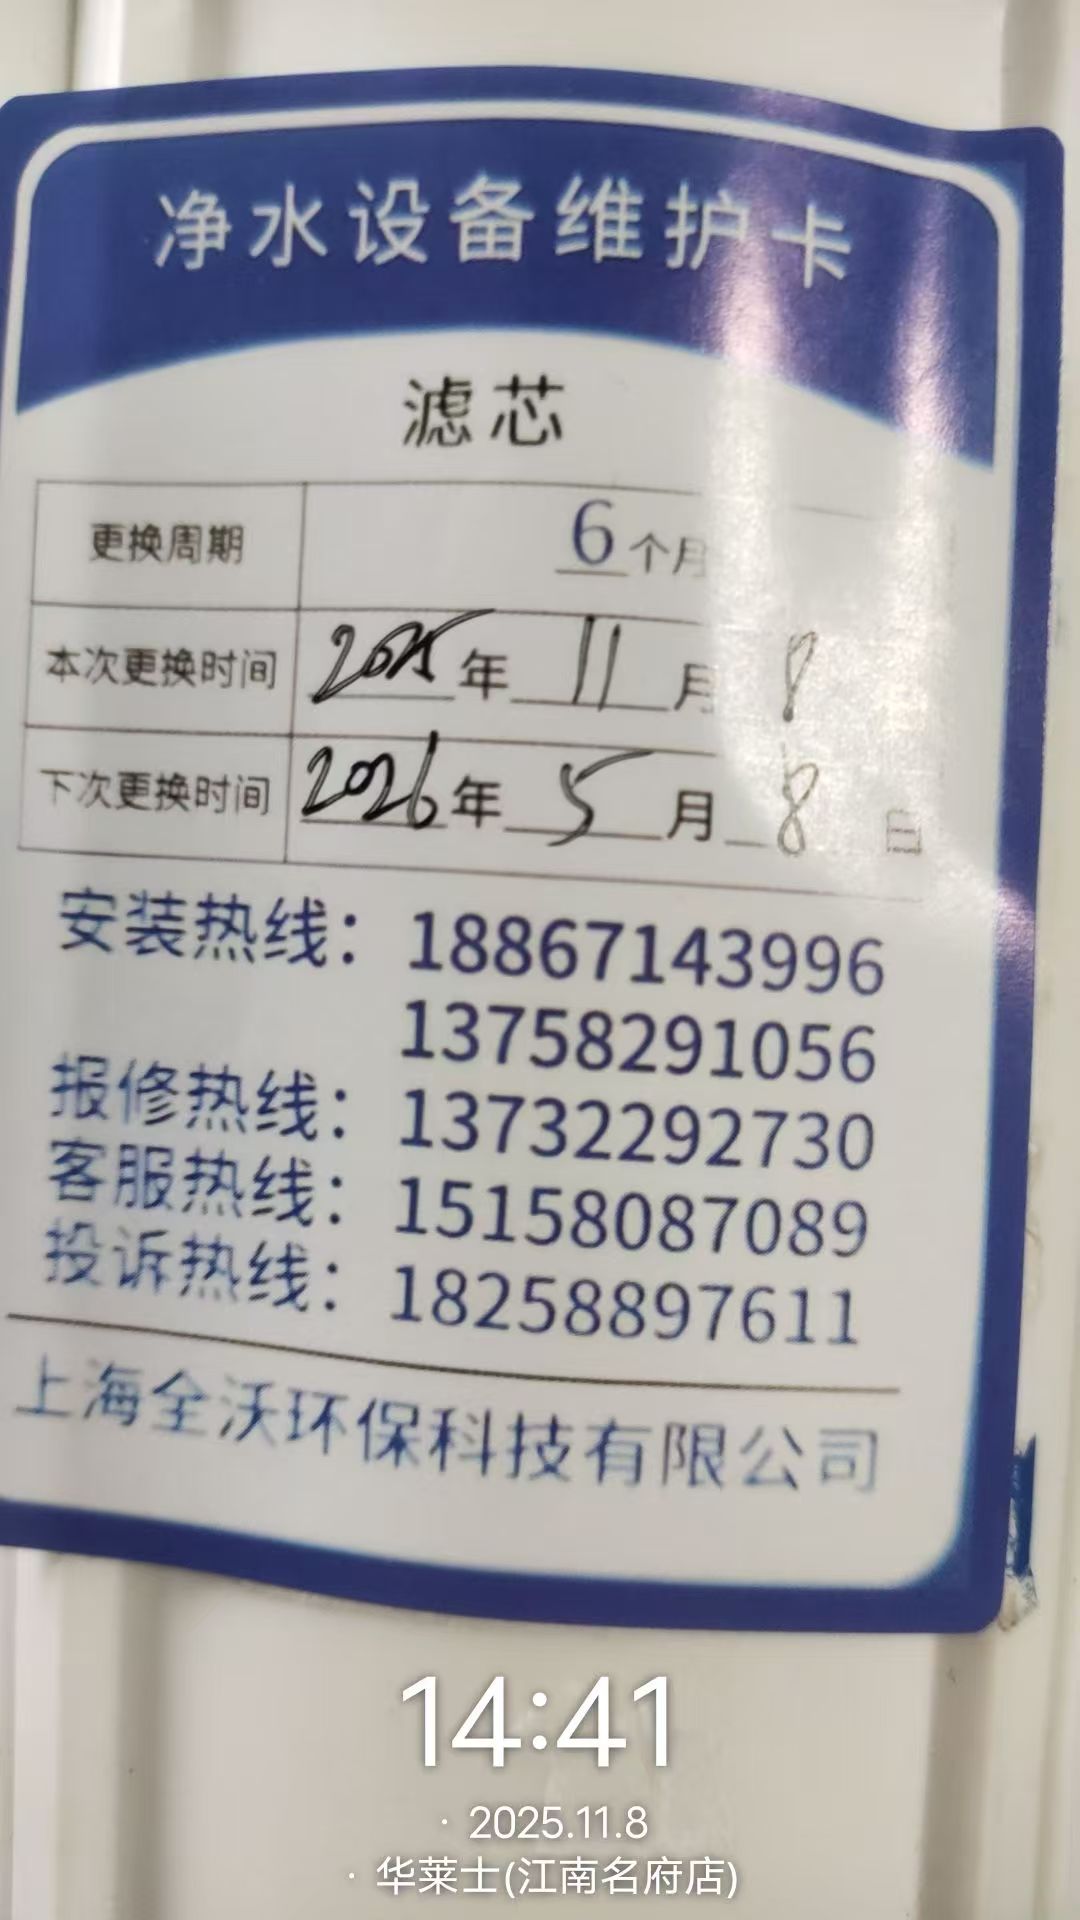 净水设备维护卡
滤芯
更换周期 6个月
本次更换时间 2025年11月8
下次更换时间 2026年5月8日
安装热线：18867143996
13758291056
报修热线：13732292730
客服热线：15158087089
投诉热线：18258897611
上海全沃环保科技有限公司
14:41
· 2025.11.8
· 华莱士(江南名府店)